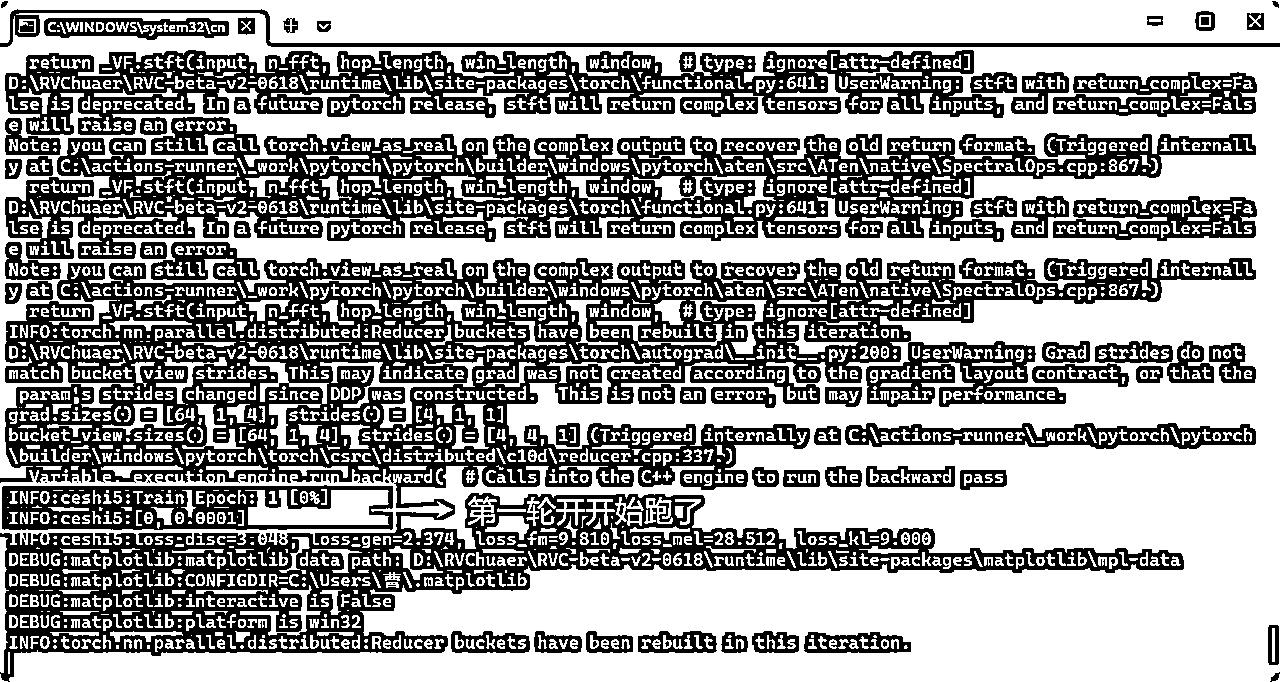 C:\WINDOWS\system32\cn
return _VF.stft(input, n_fft, hop_length, win_length, window,  # type: ignore[attr-defined]
D:\RVChuaer\RVC-beta-v2-0618\runtime\lib\site-packages\torch\functional.py:641: UserWarning: stft with return_complex=Fa
lse is deprecated. In a future pytorch release, stft will return complex tensors for all inputs, and return_complex=Fals
e will raise an error.
Note: you can still call torch.view_as_real on the complex output to recover the old return format. (Triggered internall
y at C:\actions-runner\_work\pytorch\pytorch\builder\windows\pytorch\aten\src\ATen\native\SpectralOps.cpp:867.)
return _VF.stft(input, n_fft, hop_length, win_length, window,  # type: ignore[attr-defined]
D:\RVChuaer\RVC-beta-v2-0618\runtime\lib\site-packages\torch\functional.py:641: UserWarning: stft with return_complex=Fa
lse is deprecated. In a future pytorch release, stft will return complex tensors for all inputs, and return_complex=Fals
e will raise an error.
Note: you can still call torch.view_as_real on the complex output to recover the old return format. (Triggered internall
y at C:\actions-runner\_work\pytorch\pytorch\builder\windows\pytorch\aten\src\ATen\native\SpectralOps.cpp:867.)
return _VF.stft(input, n_fft, hop_length, win_length, window,  # type: ignore[attr-defined]
INFO:torch.nn.parallel.distributed:Reducer buckets have been rebuilt in this iteration.
D:\RVChuaer\RVC-beta-v2-0618\runtime\lib\site-packages\torch\autograd\__init__.py:200: UserWarning: Grad strides do not
match bucket view strides. This may indicate grad was not created according to the gradient layout contract, or that the
param's strides changed since DDP was constructed.  This is not an error, but may impair performance.
grad.sizes() = [64, 1, 4], strides() = [4, 1, 1]
bucket_view.sizes() = [64, 1, 4], strides() = [4, 4, 1] (Triggered internally at C:\actions-runner\_work\pytorch\pytorch
\builder\windows\pytorch\torch\csrc\distributed\c10d\reducer.cpp:337.)
Variable._execution_engine.run_backward(  # Calls into the C++ engine to run the backward pass
INFO:ceshi5:Train Epoch: 1 [0%]
第一轮开开始跑了
INFO:ceshi5:[0, 0.0001]
INFO:ceshi5:loss_disc=3.048, loss_gen=2.374, loss_fm=9.810,loss_mel=28.512, loss_kl=9.000
DEBUG:matplotlib:matplotlib data path: D:\RVChuaer\RVC-beta-v2-0618\runtime\lib\site-packages\matplotlib\mpl-data
DEBUG:matplotlib:CONFIGDIR=C:\Users\曹\.matplotlib
DEBUG:matplotlib:interactive is False
DEBUG:matplotlib:platform is win32
INFO:torch.nn.parallel.distributed:Reducer buckets have been rebuilt in this iteration.